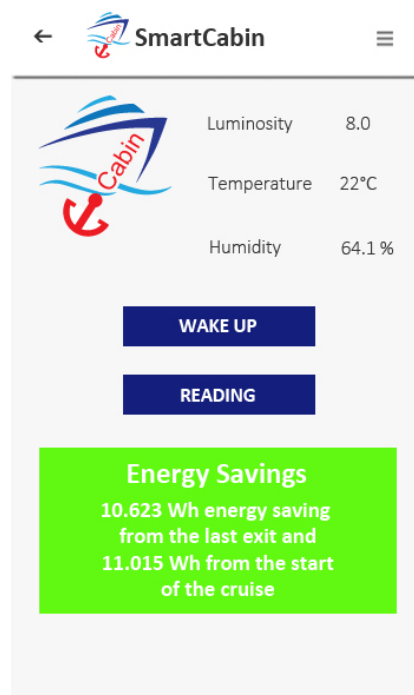 Cabin SmartCabin
Cabin
Luminosity 8.0
Temperature 22°C
Humidity 64.1 %
WAKE UP
READING
Energy Savings
10.623 Wh energy saving
from the last exit and
11.015 Wh from the start
of the cruise